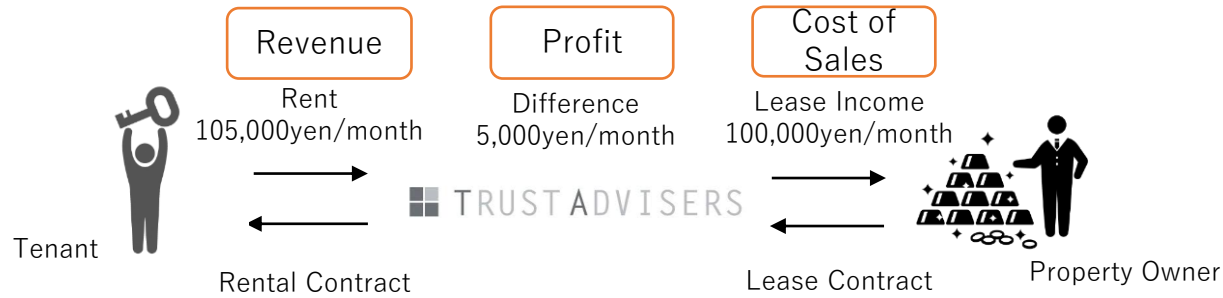 Revenue
Profit
Cost of
Sales
Rent
105,000yen/month
Difference
5,000yen/month
Lease Income
100,000yen/month
TRUST ADVISERS
Tenant
Rental Contract
Lease Contract
Property Owner